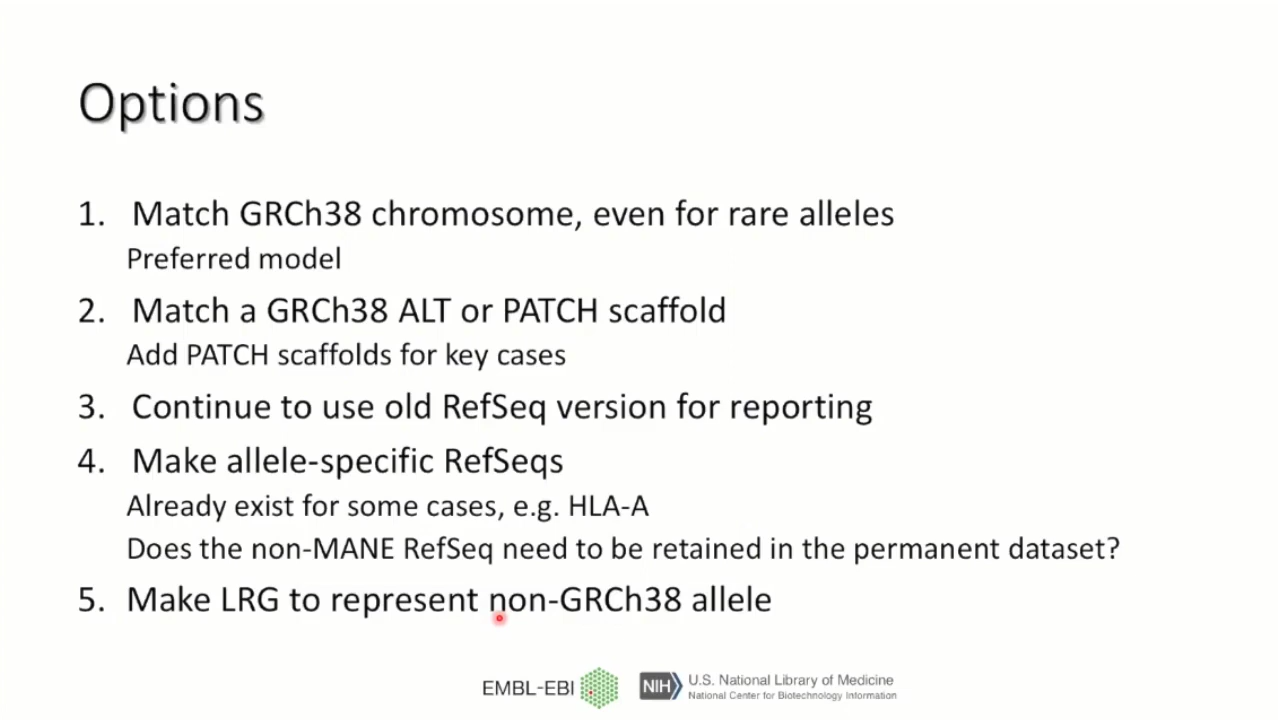 Options
1. Match GRCh38 chromosome, even for rare alleles
Preferred model
2. Match a GRCh38 ALT or PATCH scaffold
Add PATCH scaffolds for key cases
3. Continue to use old RefSeq version for reporting
4. Make allele-specific RefSeqs
Already exist for some cases, e.g. HLA-A
Does the non-MANE RefSeq need to be retained in the permanent dataset?
5. Make LRG to represent non-GRCh38 allele
EMBL-EBI
NIH
U.S. National Library of Medicine
National Center for Biotechnology Information